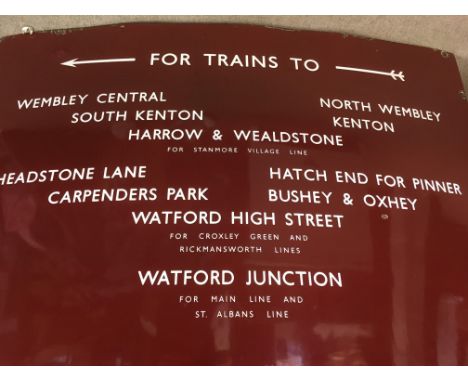 FOR TRAINS TO
WEMBLEY CENTRAL
NORTH WEMBLEY
SOUTH KENTON
KENTON
HARROW & WEALDSTONE
FOR STANMORE VILLAGE LINE
HEADSTONE LANE
HATCH END FOR PINNER
CARPENDERS PARK
BUSHEY & OXHEY
WATFORD HIGH STREET
FOR CROXLEY GREEN AND
RICKMANSWORTH LINES
WATFORD JUNCTION
FOR MAIN LINE AND
ST. ALBANS LINE